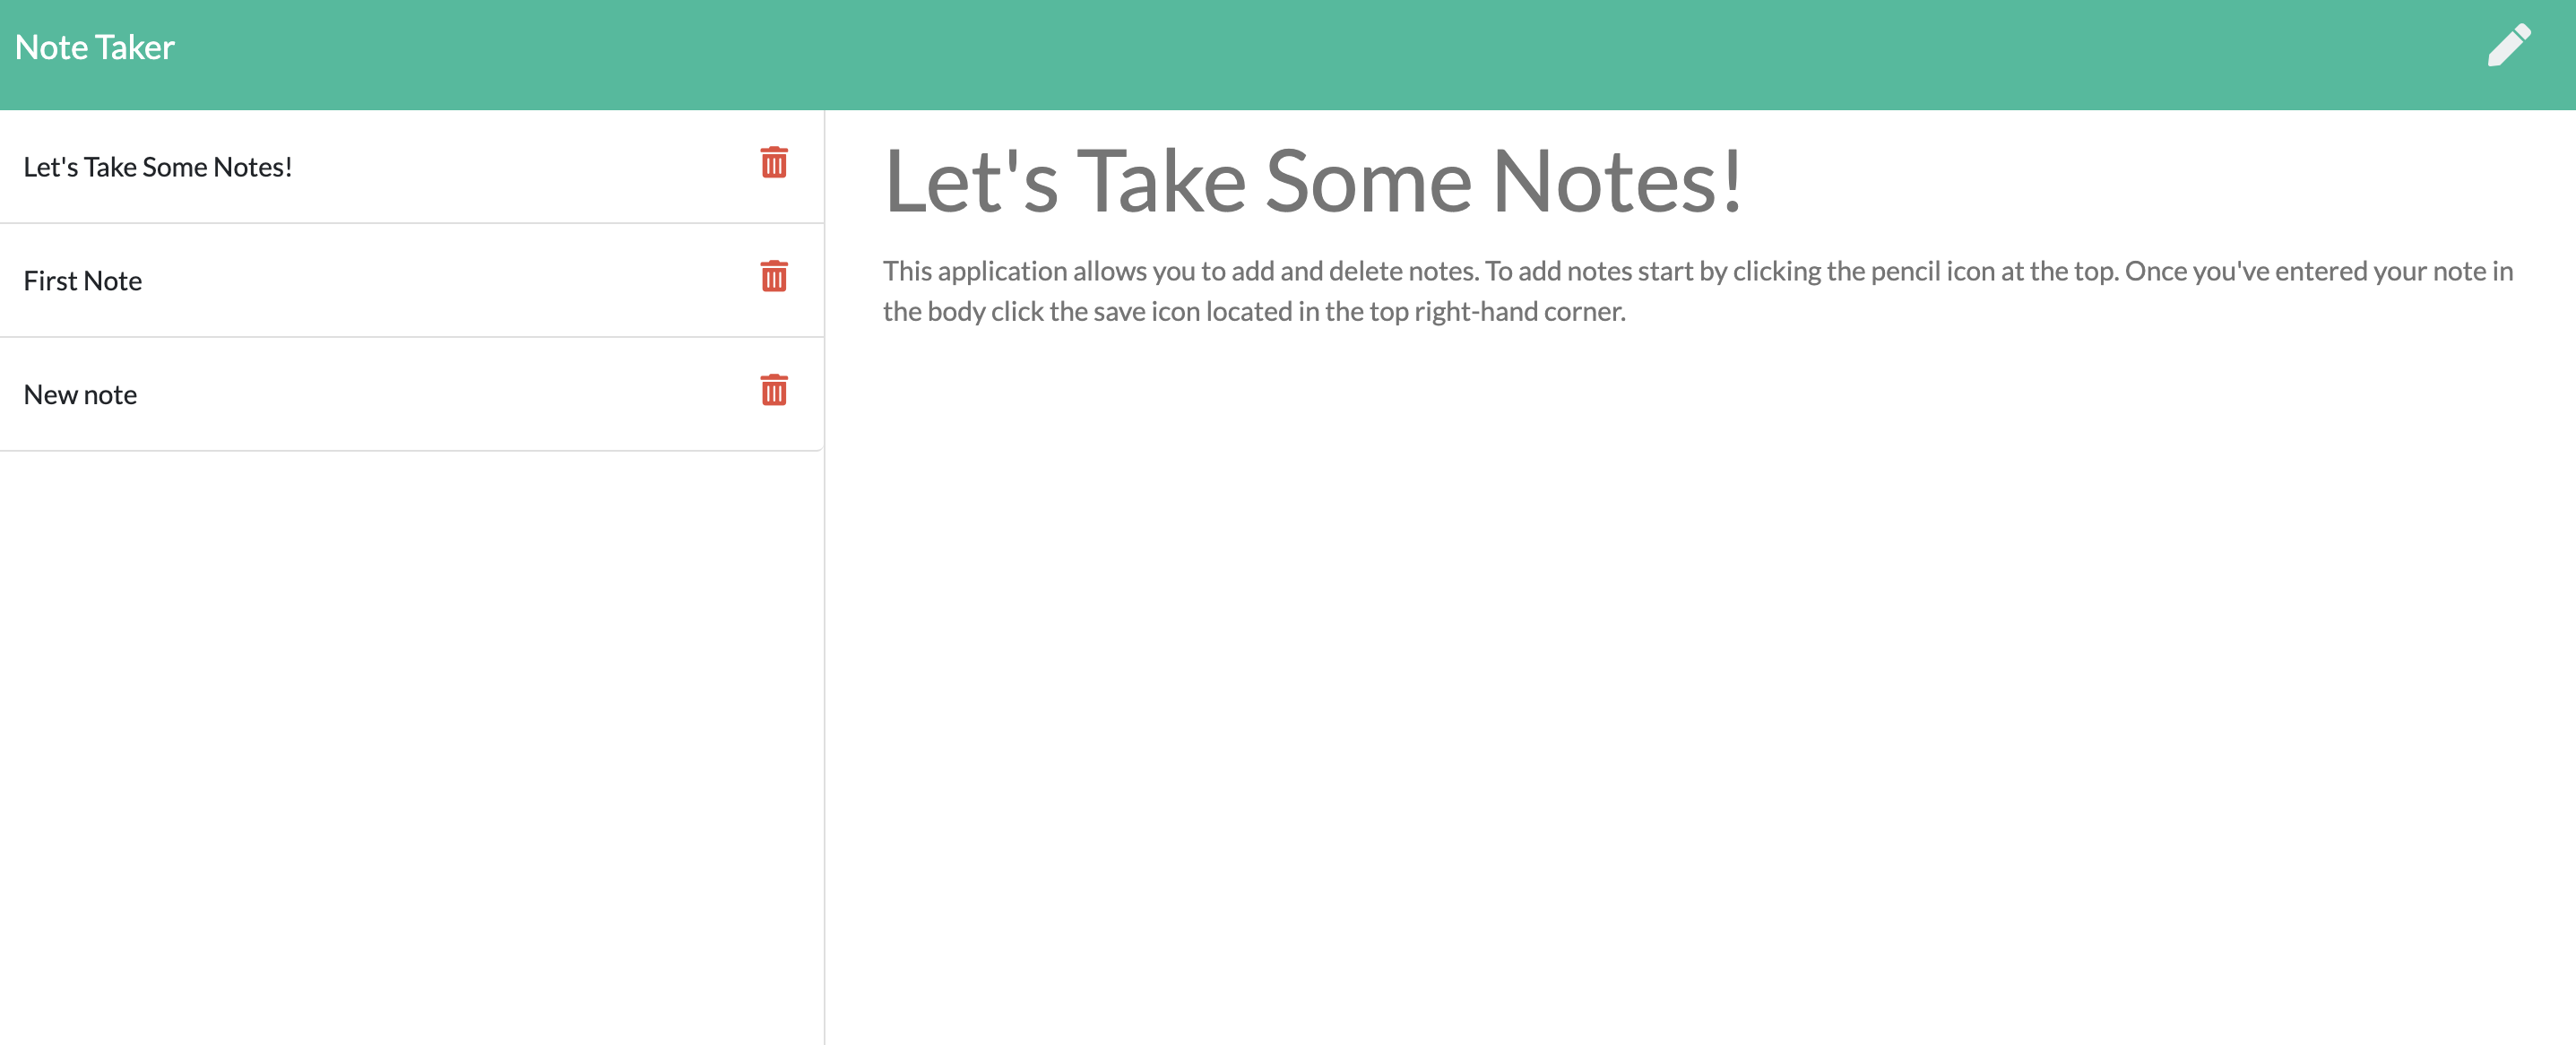 Note Taker
Let's Take Some Notes!
First Note
New note
Let's Take Some Notes!
This application allows you to add and delete notes. To add notes start by clicking the pencil icon at the top. Once you've entered your note in
the body click the save icon located in the top right-hand corner.